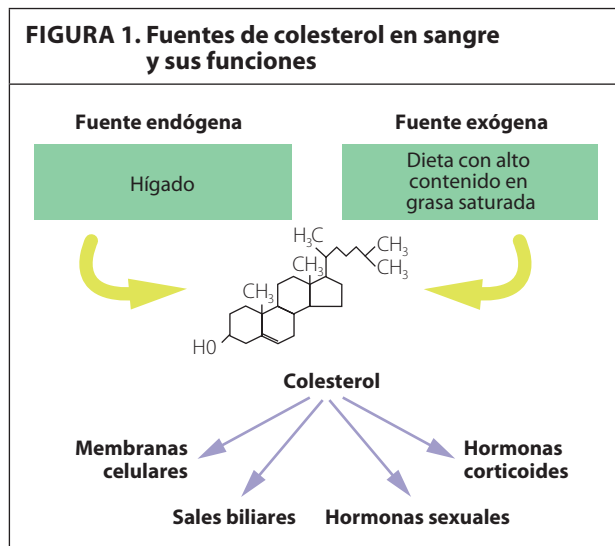 FIGURA 1. Fuentes de colesterol en sangre
y sus funciones
Fuente endógena
Fuente exógena
Hígado
Dieta con alto
contenido en
grasa saturada
H₃C
CH₃
CH₃
CH₃
CH₃
H0
Colesterol
Membranas
celulares
Hormonas
corticoides
Sales biliares
Hormonas sexuales